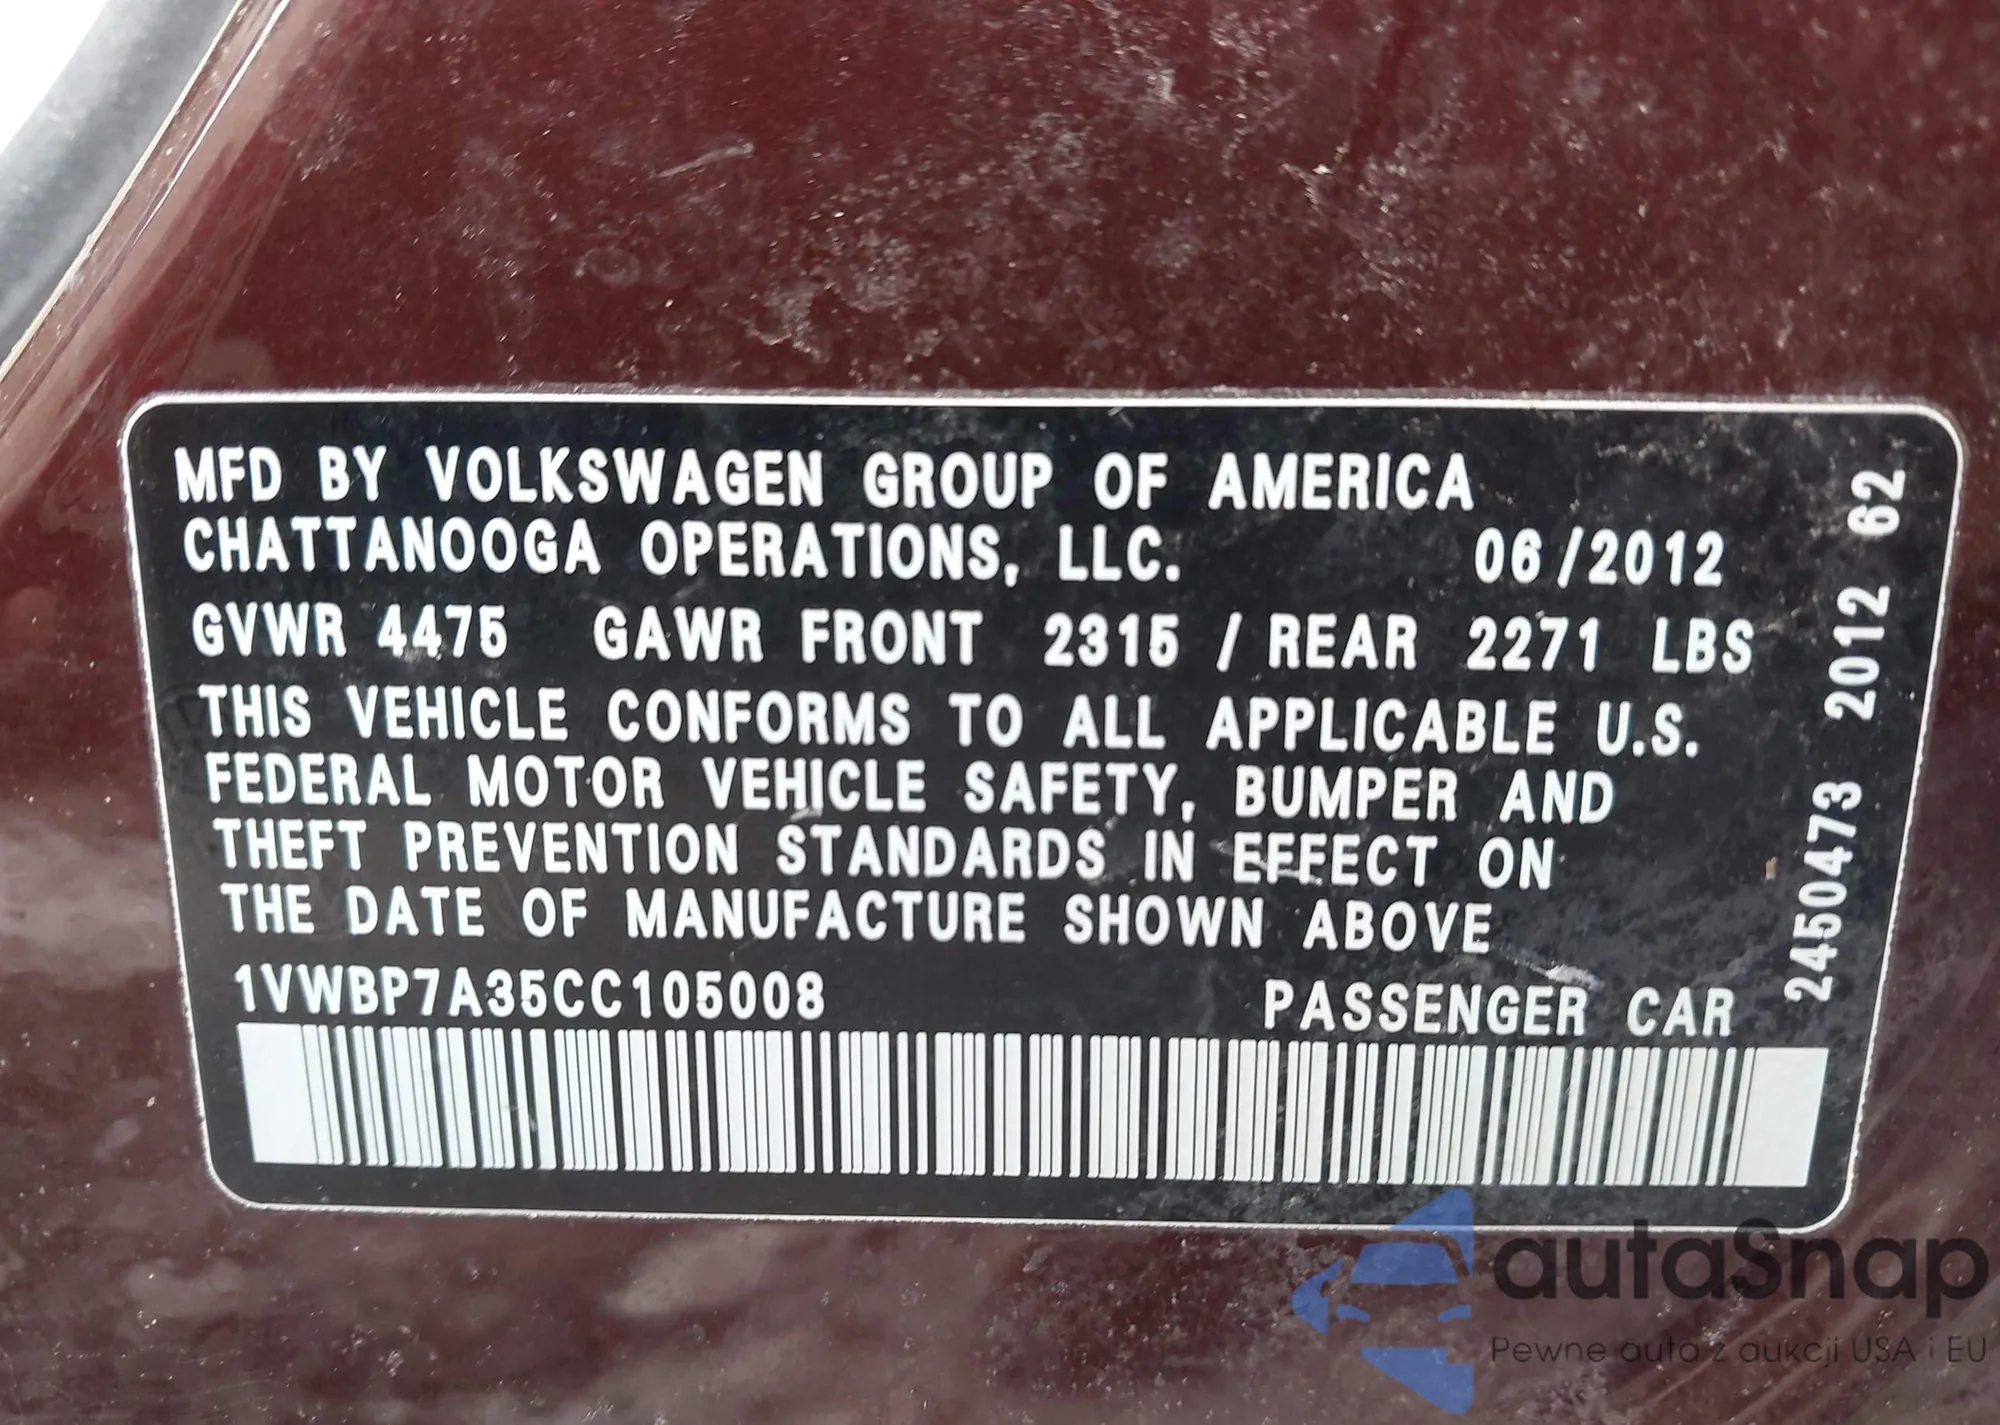 MFD BY VOLKSWAGEN GROUP OF AMERICA
CHATTANOOGA OPERATIONS, LLC. 06/2012
GVWR 4475 GAWR FRONT 2315 / REAR 2271 LBS
THIS VEHICLE CONFORMS TO ALL APPLICABLE U.S.
FEDERAL MOTOR VEHICLE SAFETY, BUMPER AND
THEFT PREVENTION STANDARDS IN EFFECT ON
THE DATE OF MANUFACTURE SHOWN ABOVE
1VWBP7A35CC105008 PASSENGER CAR
2450473 2012 62
autaSnap
Pewne auta z aukcji USA i EU